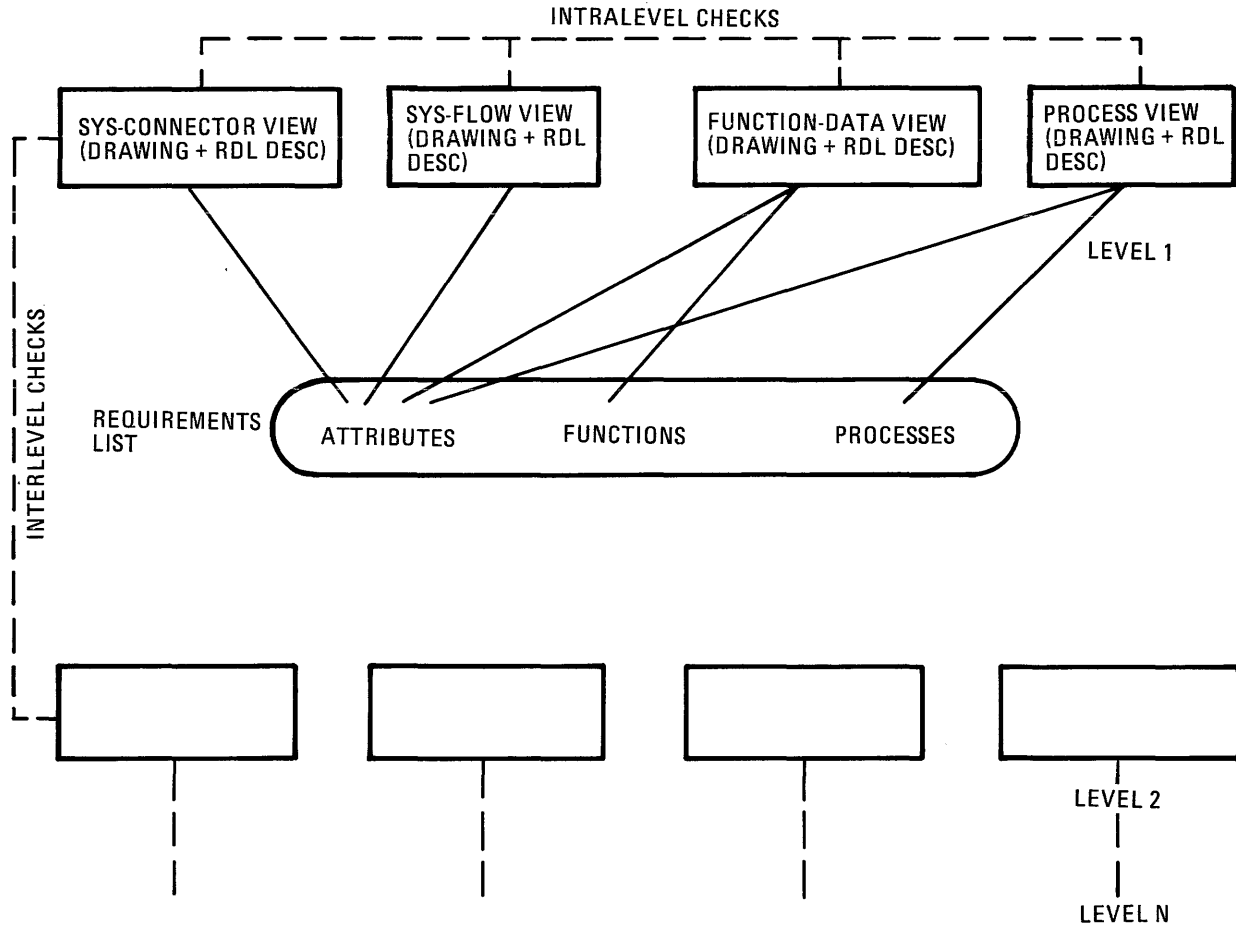 INTRALEVEL CHECKS
SYS-CONNECTOR VIEW
(DRAWING + RDL DESC)
SYS-FLOW VIEW
(DRAWING + RDL
DESC)
FUNCTION-DATA VIEW
(DRAWING + RDL DESC)
PROCESS VIEW
(DRAWING + RDL
DESC)
LEVEL 1
INTERLEVEL CHECKS
REQUIREMENTS
LIST
ATTRIBUTES
FUNCTIONS
PROCESSES
LEVEL 2
LEVEL N